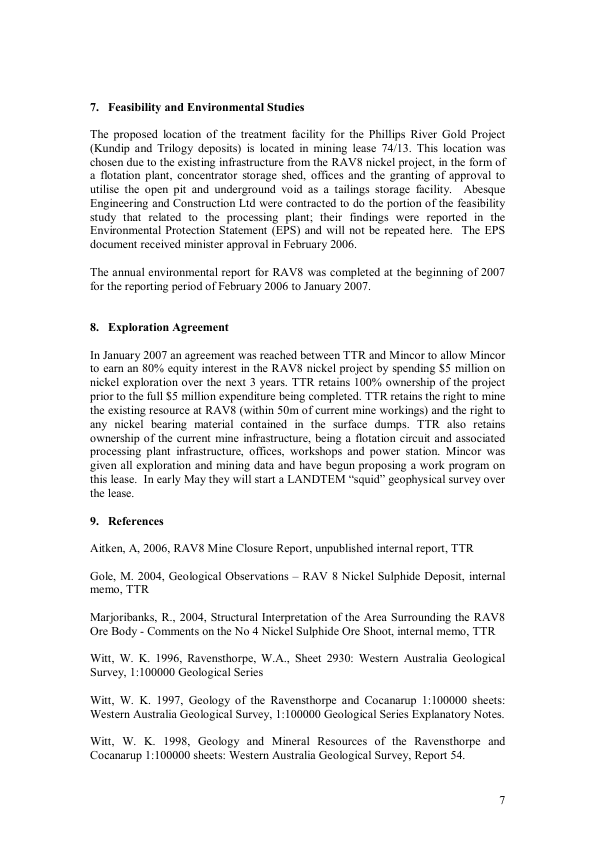 7. Feasibility and Environmental Studies
The proposed location of the treatment facility for the Phillips River Gold Project
(Kundip and Trilogy deposits) is located in mining lease 74/13. This location was
chosen due to the existing infrastructure from the RAV8 nickel project, in the form of
a flotation plant, concentrator storage shed, offices and the granting of approval to
utilise the open pit and underground void as a tailings storage facility. Abesque
Engineering and Construction Ltd were contracted to do the portion of the feasibility
study that related to the processing plant; their findings were reported in the
Environmental Protection Statement (EPS) and will not be repeated here. The EPS
document received minister approval in February 2006.
The annual environmental report for RAV8 was completed at the beginning of 2007
for the reporting period of February 2006 to January 2007.
8. Exploration Agreement
In January 2007 an agreement was reached between TTR and Mincor to allow Mincor
to earn an 80% equity interest in the RAV8 nickel project by spending $5 million on
nickel exploration over the next 3 years. TTR retains 100% ownership of the project
prior to the full $5 million expenditure being completed. TTR retains the right to mine
the existing resource at RAV8 (within 50m of current mine workings) and the right to
any nickel bearing material contained in the surface dumps. TTR also retains
ownership of the current mine infrastructure, being a flotation circuit and associated
processing plant infrastructure, offices, workshops and power station. Mincor was
given all exploration and mining data and have begun proposing a work program on
this lease. In early May they will start a LANDTEM “squid” geophysical survey over
the lease.
9. References
Aitken, A, 2006, RAV8 Mine Closure Report, unpublished internal report, TTR
Gole, M. 2004, Geological Observations – RAV 8 Nickel Sulphide Deposit, internal
memo, TTR
Marjoribanks, R., 2004, Structural Interpretation of the Area Surrounding the RAV8
Ore Body - Comments on the No 4 Nickel Sulphide Ore Shoot, internal memo, TTR
Witt, W. K. 1996, Ravensthorpe, W.A., Sheet 2930: Western Australia Geological
Survey, 1:100000 Geological Series
Witt, W. K. 1997, Geology of the Ravensthorpe and Cocanarup 1:100000 sheets:
Western Australia Geological Survey, 1:100000 Geological Series Explanatory Notes.
Witt, W. K. 1998, Geology and Mineral Resources of the Ravensthorpe and
Cocanarup 1:100000 sheets: Western Australia Geological Survey, Report 54.
7